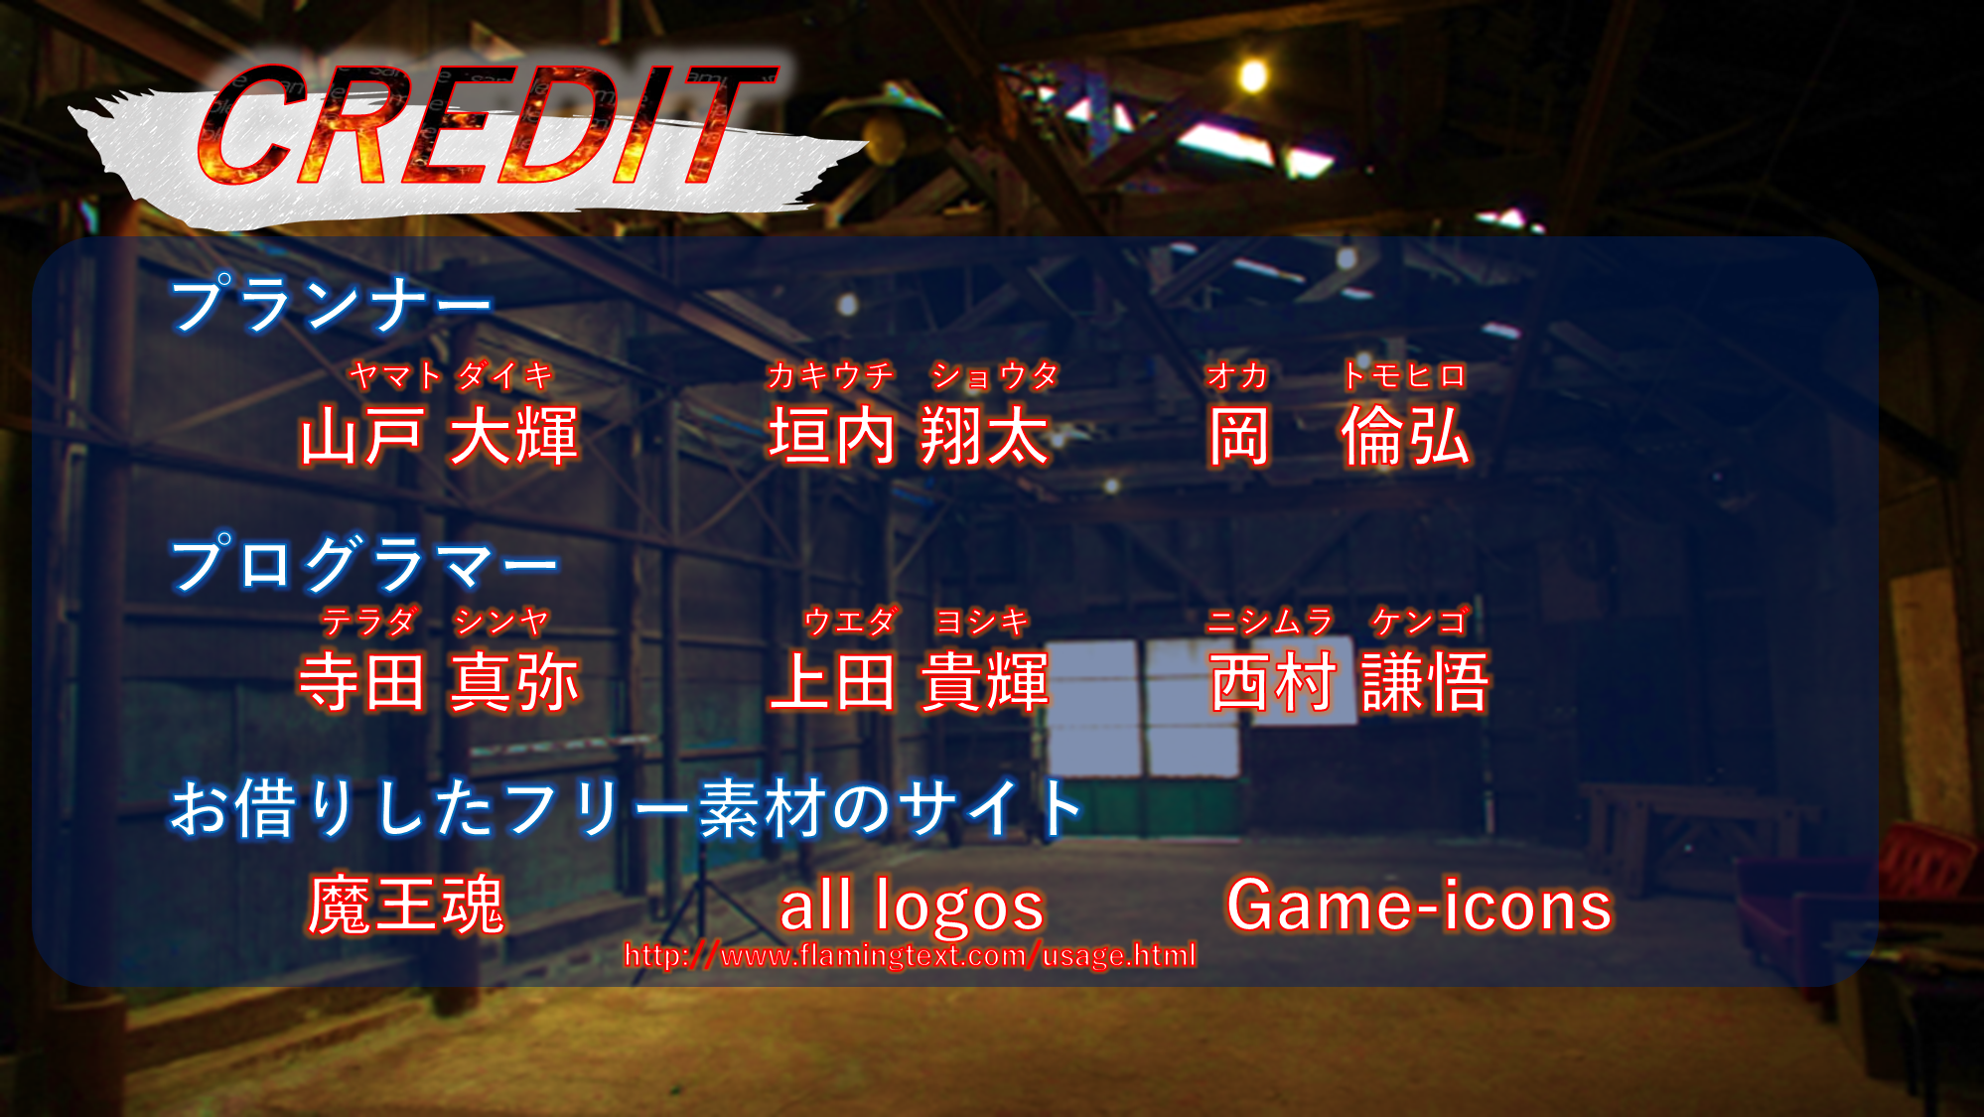 CREDIT
プランナー
ヤマト ダイキ カキウチ ショウタ オカ トモヒロ
山戸 大輝 垣内 翔太 岡 倫弘
プログラマー
テラダ シンヤ ウエダ ヨシキ ニシムラ ケンゴ
寺田 真弥 上田 貴輝 西村 謙悟
お借りしたフリー素材のサイト
魔王魂 all logos Game-icons
http://www.flamingtext.com/usage.html